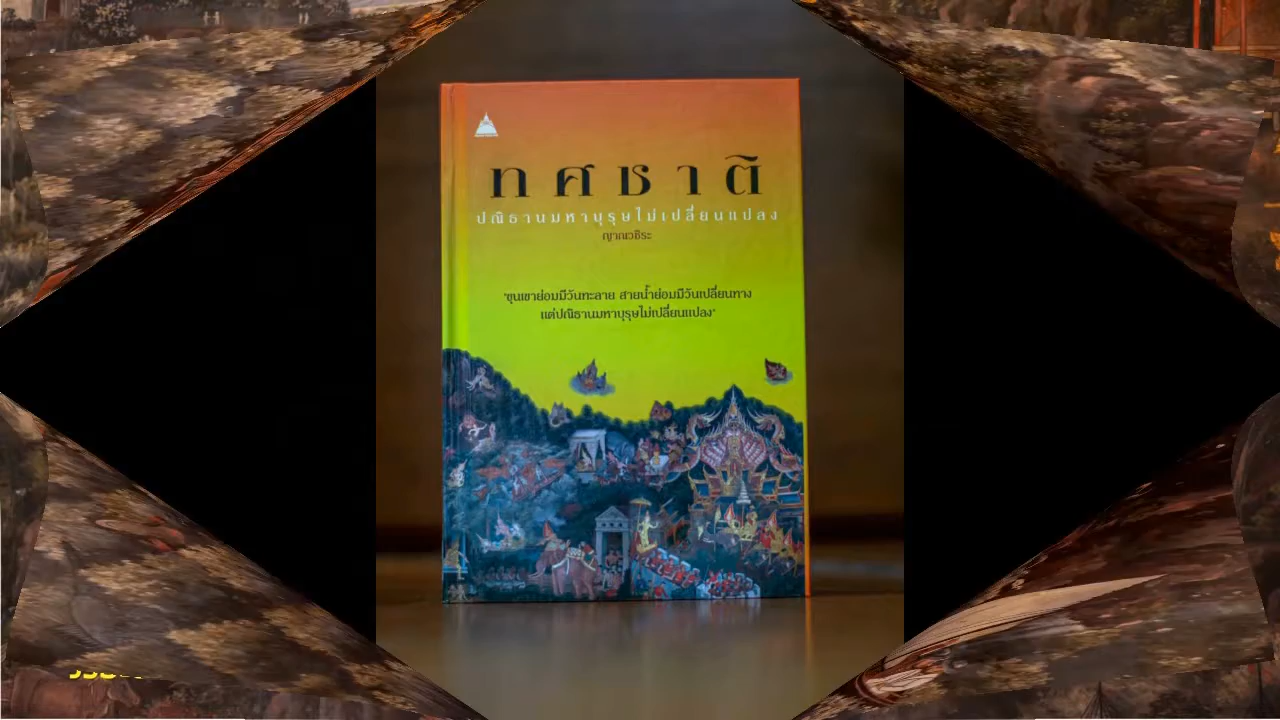 ทศชาติ
ปณิธานมหาบุรุษไม่เปลี่ยนแปลง
ญาณวชิระ
"ขุนเขาย่อมมีวันทะลาย สายน้ำย่อมมีวันเปลี่ยนทาง
แต่ปณิธานมหาบุรุษไม่เปลี่ยนแปลง"